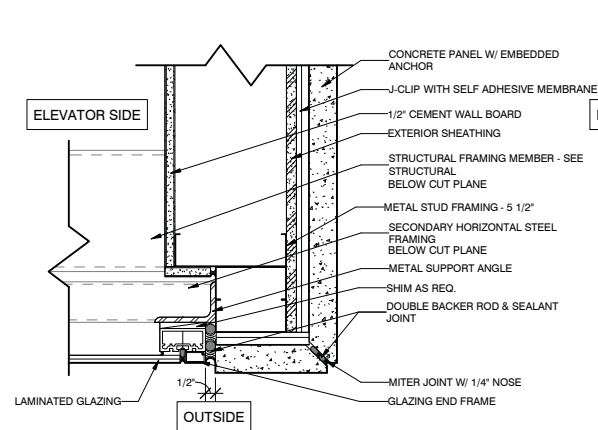 CONCRETE PANEL W/ EMBEDDED
ANCHOR
J-CLIP WITH SELF ADHESIVE MEMBRANE
ELEVATOR SIDE
1/2" CEMENT WALL BOARD
EXTERIOR SHEATHING
STRUCTURAL FRAMING MEMBER - SEE
STRUCTURAL
BELOW CUT PLANE
METAL STUD FRAMING - 5 1/2"
SECONDARY HORIZONTAL STEEL
FRAMING
BELOW CUT PLANE
METAL SUPPORT ANGLE
SHIM AS REQ.
DOUBLE BACKER ROD & SEALANT
JOINT
1/2"
MITER JOINT W/ 1/4" NOSE
LAMINATED GLAZING
GLAZING END FRAME
OUTSIDE